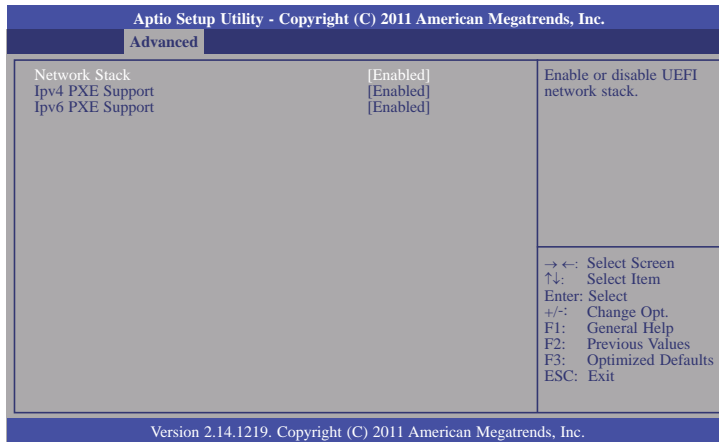 Aptio Setup Utility - Copyright (C) 2011 American Megatrends, Inc.
Advanced
Network Stack [Enabled]
Ipv4 PXE Support [Enabled]
Ipv6 PXE Support [Enabled]
Enable or disable UEFI
network stack.
→ ←: Select Screen
↑↓: Select Item
Enter: Select
+/-: Change Opt.
F1: General Help
F2: Previous Values
F3: Optimized Defaults
ESC: Exit
Version 2.14.1219. Copyright (C) 2011 American Megatrends, Inc.